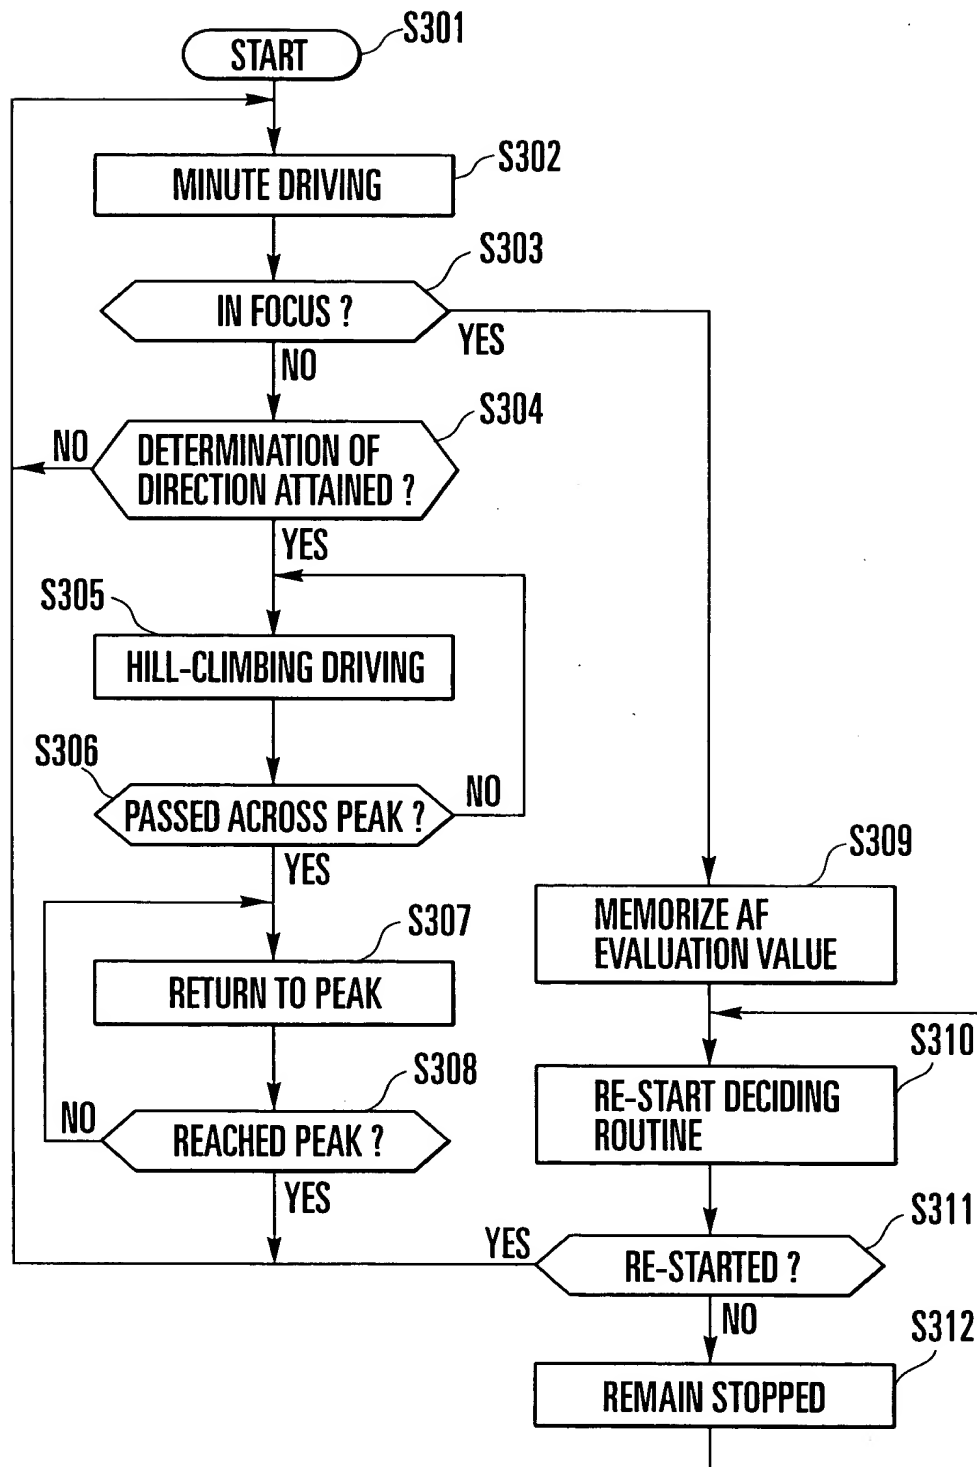 START
S301
MINUTE DRIVING
S302
IN FOCUS ?
S303
YES
NO
DETERMINATION OF
DIRECTION ATTAINED ?
S304
NO
YES
S305
HILL-CLIMBING DRIVING
S306
PASSED ACROSS PEAK ?
NO
YES
S307
RETURN TO PEAK
S308
REACHED PEAK ?
NO
YES
S309
MEMORIZE AF
EVALUATION VALUE
S310
RE-START DECIDING
ROUTINE
S311
RE-STARTED ?
YES
NO
S312
REMAIN STOPPED